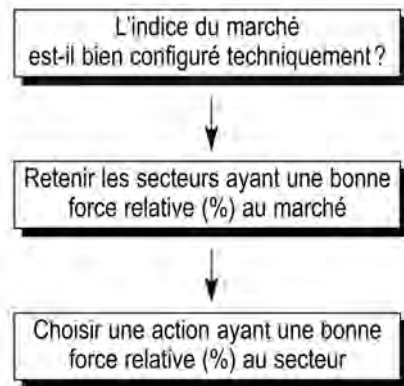 L'indice du marché
est-il bien configuré techniquement ?
Retenir les secteurs ayant une bonne
force relative (%) au marché
Choisir une action ayant une bonne
force relative (%) au secteur